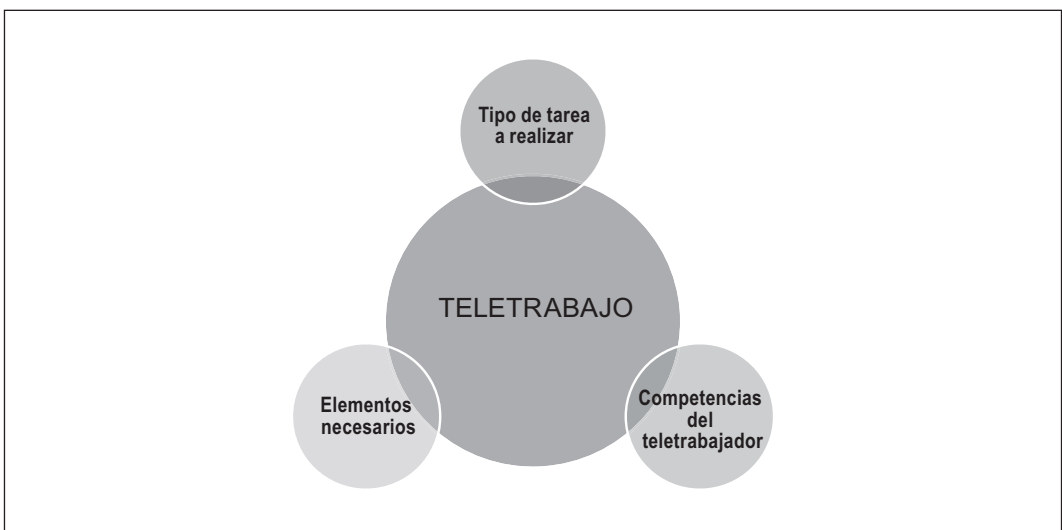 Tipo de tarea
a realizar
TELETRABAJO
Elementos
necesarios
Competencias
del
teletrabajador